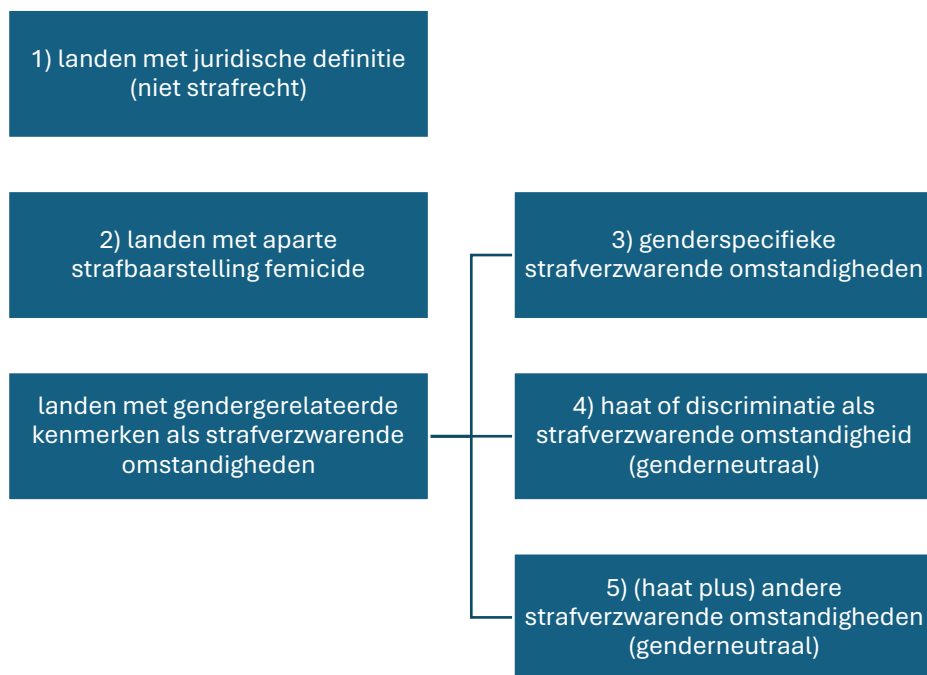 1) landen met juridische definitie
(niet strafrecht)
2) landen met aparte
strafbaarstelling femicide
landen met gendergerelateerde
kenmerken als strafverzwarende
omstandigheden
3) genderspecifieke
strafverzwarende omstandigheden
4) haat of discriminatie als
strafverzwarende omstandigheid
(genderneutraal)
5) (haat plus) andere
strafverzwarende omstandigheden
(genderneutraal)